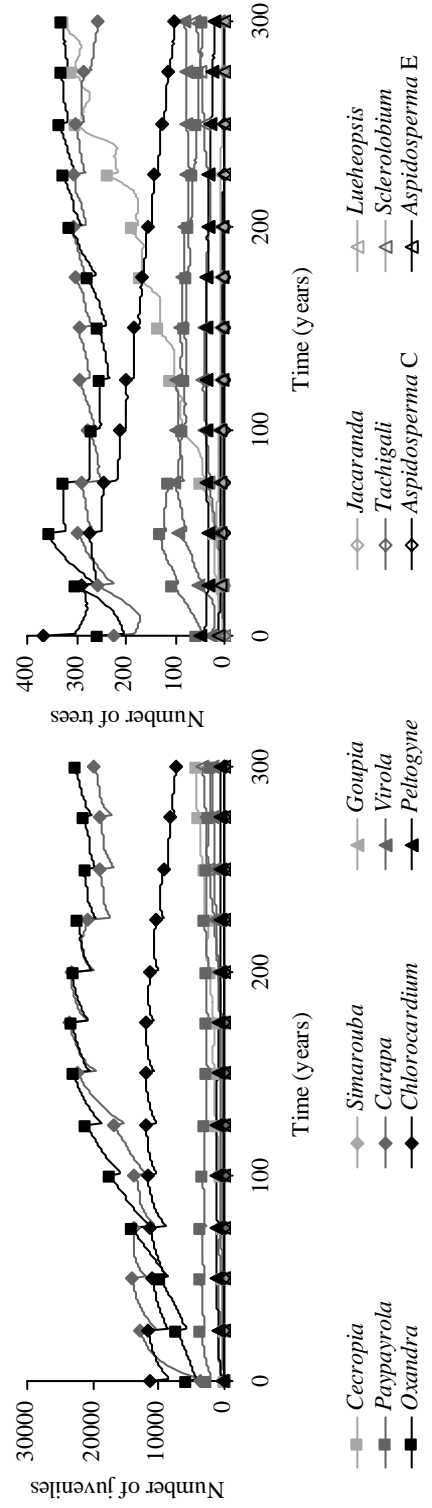 Number of juveniles
30000
20000
10000
0
0
100
200
300
Time (years)
Number of trees
400
300
200
100
0
0
100
200
300
Time (years)
Cecropia
Simarouba
Goupia
Jacaranda
Lueheopsis
Paypayrola
Carapa
Virola
Tachigali
Sclerolobium
Oxandra
Chlorocardium
Peltogyne
Aspidosperma C
Aspidosperma E